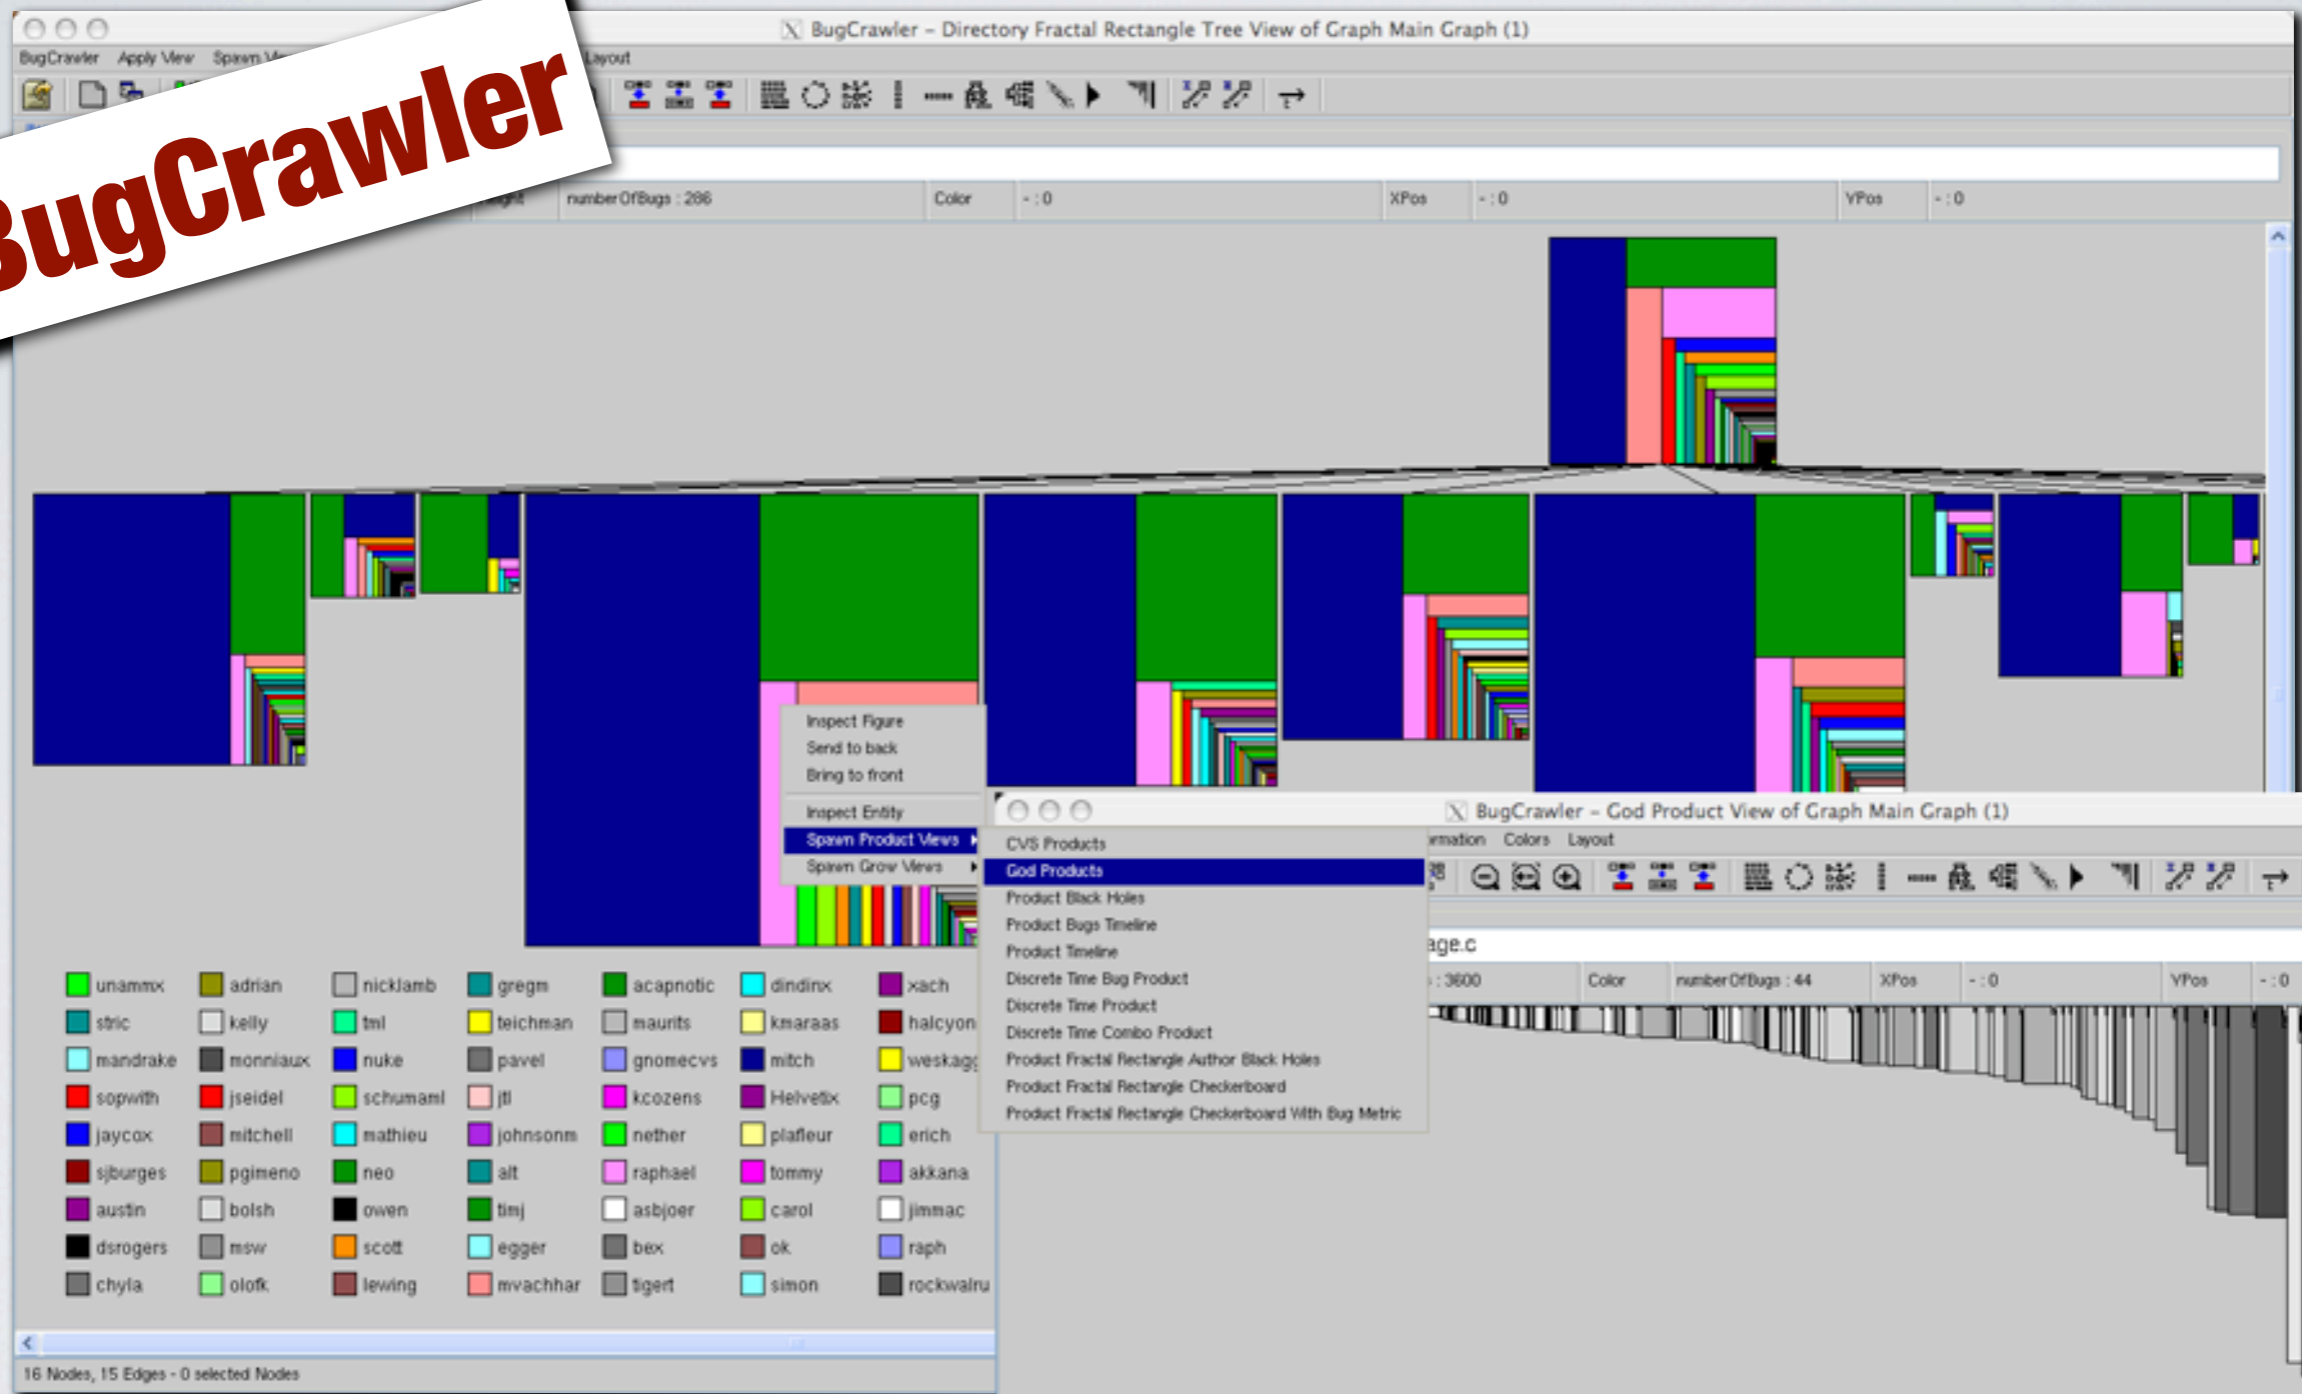 BugCrawler – Directory Fractal Rectangle Tree View of Graph Main Graph (1)
BugCrawler Apply View Layout
BugCrawler
numberOfBugs : 286 Color - : 0 XPos - : 0 YPos - : 0
Inspect Figure
Send to back
Bring to front
Inspect Entity
Spawn Product Views
Spawn Grow Views
CVS Products
God Products
Product Black Holes
Product Bugs Timeline
Product Timeline
Discrete Time Bug Product
Discrete Time Product
Discrete Time Combo Product
Product Fractal Rectangle Author Black Holes
Product Fractal Rectangle Checkerboard
Product Fractal Rectangle Checkerboard With Bug Metric
BugCrawler – God Product View of Graph Main Graph (1)
Colors Layout
age.c
: 3600 Color numberOfBugs : 44 XPos - : 0 YPos - : 0
unammx adrian nicklamb gregm acapnotic dindinx xach
stric kelly tml teichman maurits kmaraas halcyon
mandrake monniaux nuke pavel gnomecvs mitch weskagg
sopwith jseidel schumaml jtl kcozens Helvetix pcg
jaycox mitchell mathieu johnsonm nether plafleur erich
sjburges pgimeno neo alt raphael tommy akkana
austin bolsh owen timj asbjoer carol jimmac
dsrogers msw scott egger bex ok raph
chyla olofk lewing mvachhar tigert simon rockwalru
16 Nodes, 15 Edges - 0 selected Nodes